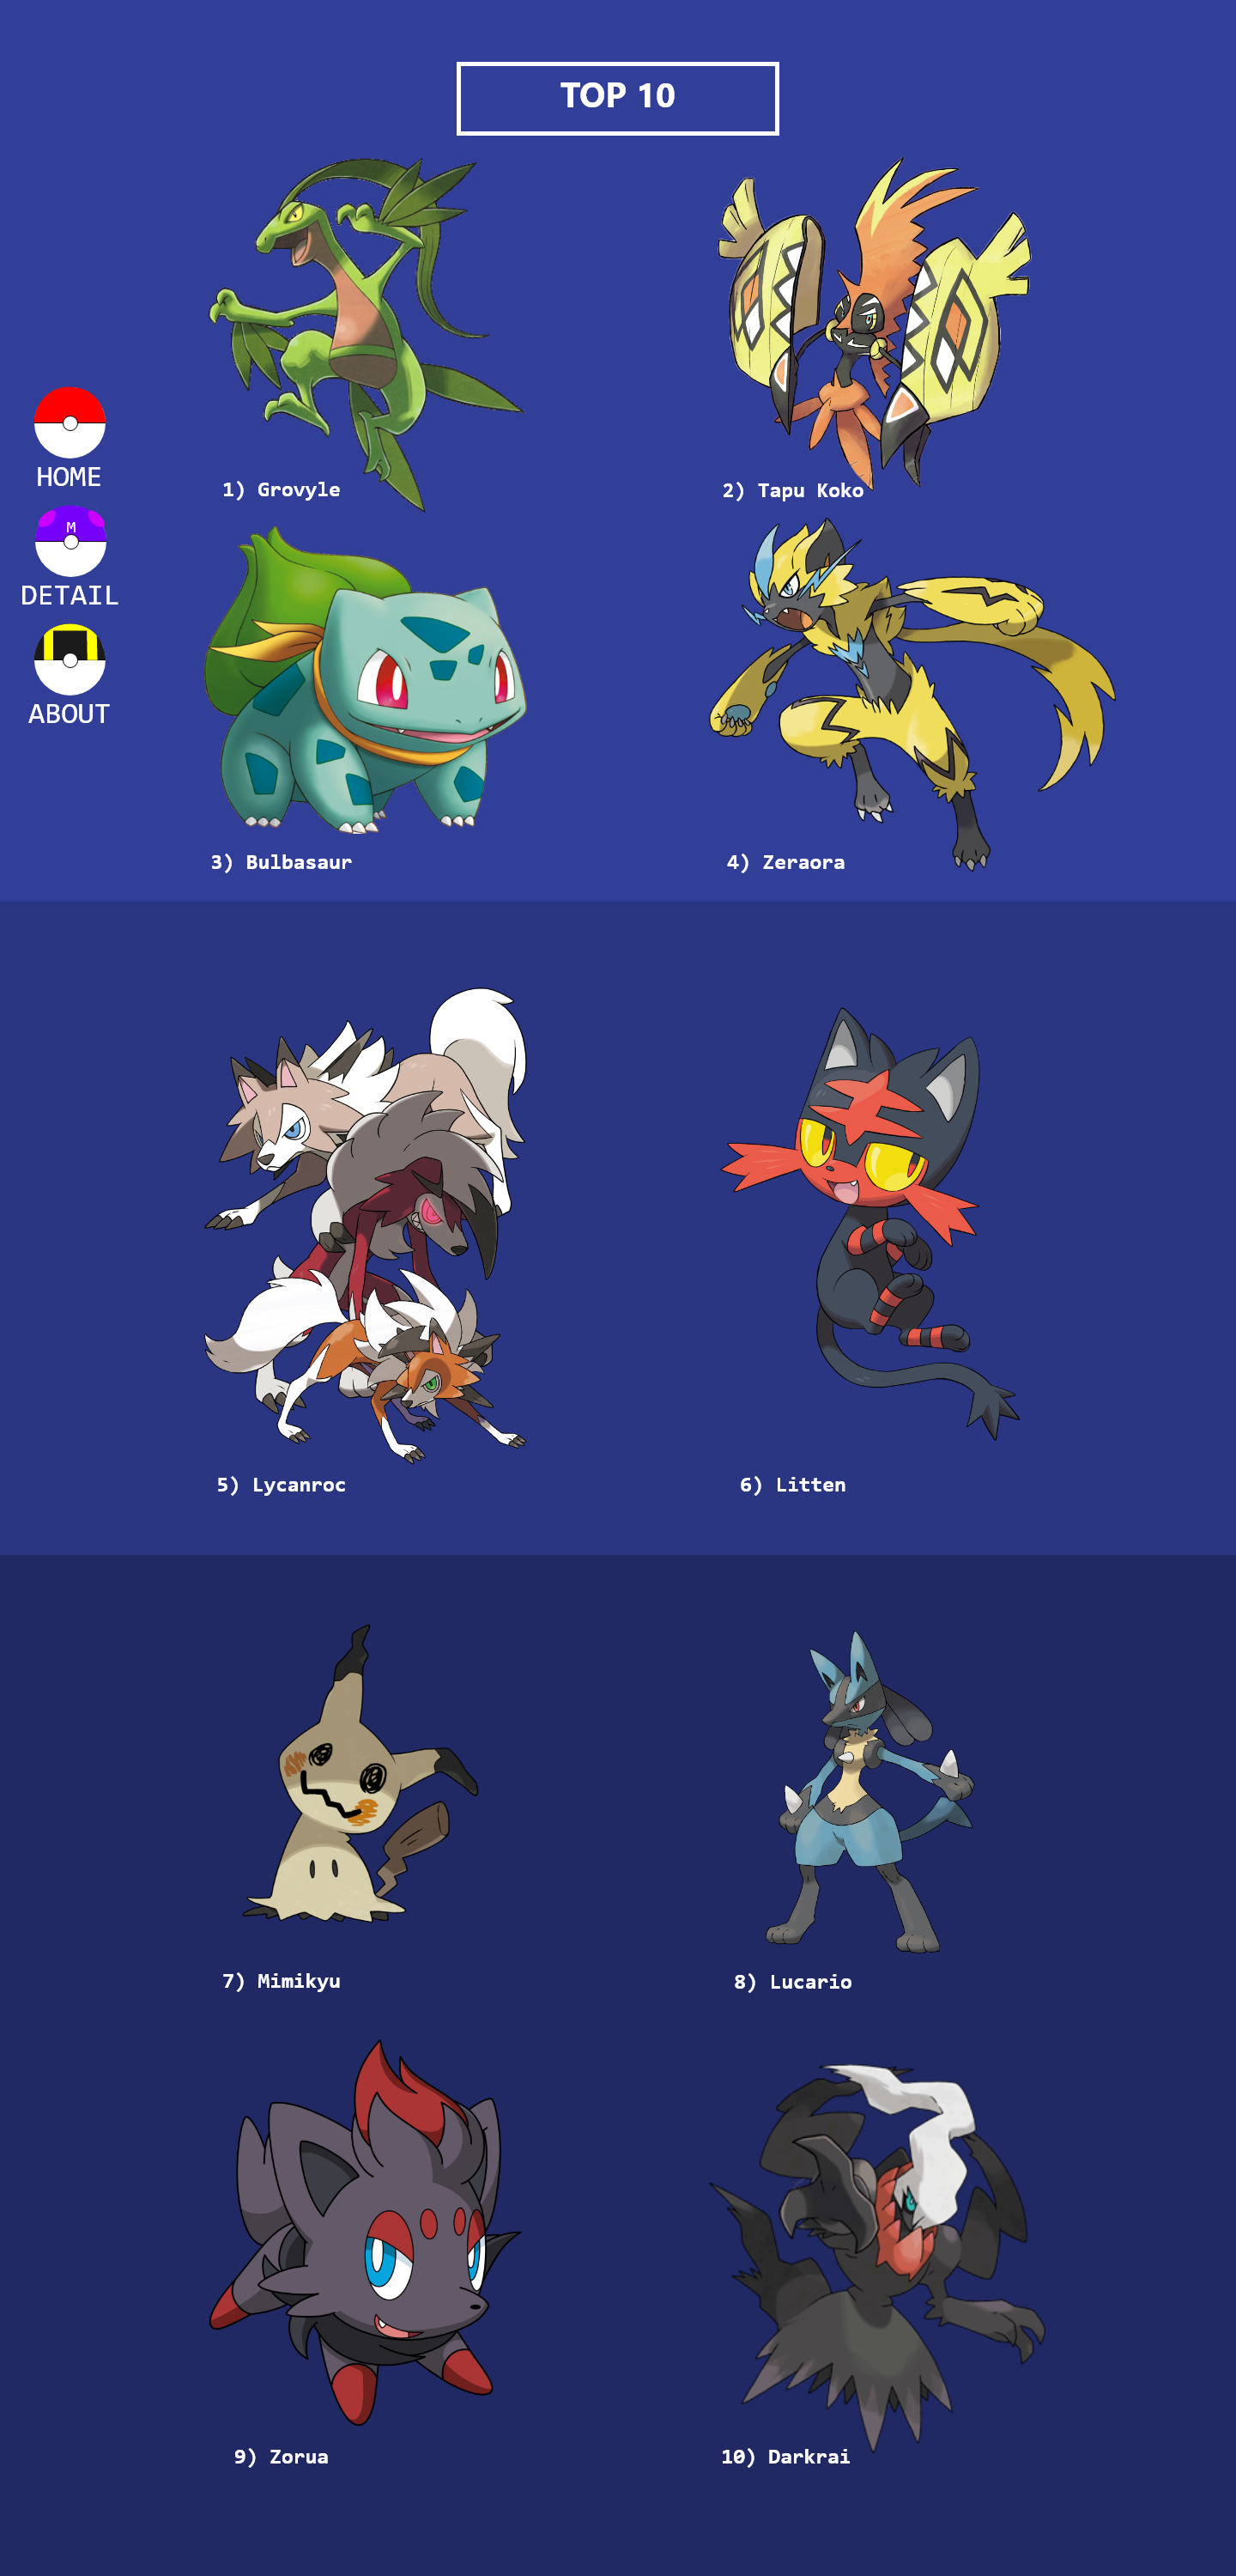 TOP 10
1) Grovyle
2) Tapu Koko
HOME
M
DETAIL
ABOUT
3) Bulbasaur
4) Zeraora
5) Lycanroc
6) Litten
7) Mimikyu
8) Lucario
9) Zorua
10) Darkrai